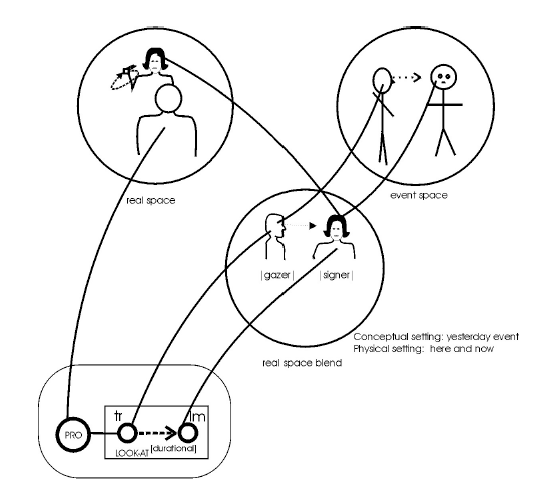 real space
event space
|gazer|
|signer|
Conceptual setting: yesterday event
Physical setting: here and now
real space blend
tr
lm
PRO
LOOK-AT
[durational]